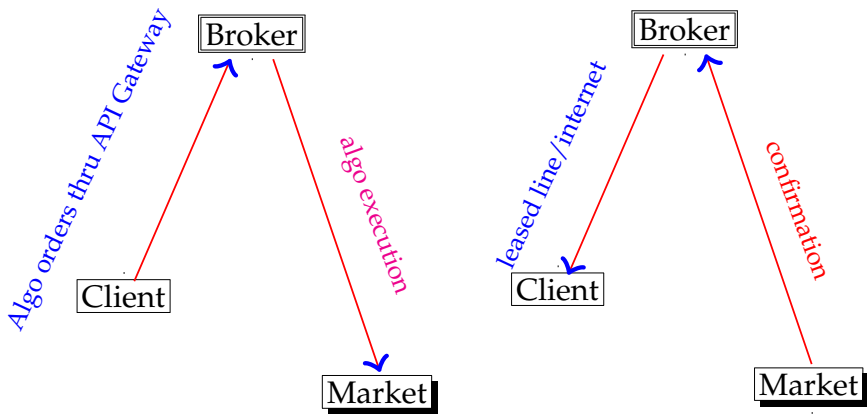 Broker
Algo orders thru API Gateway
algo execution
Client
Market
Broker
leased line/internet
confirmation
Client
Market